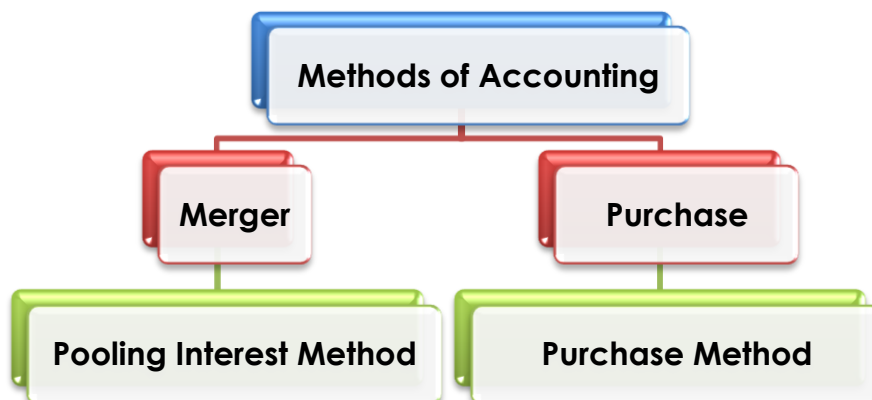 Methods of Accounting
Merger
Purchase
Pooling Interest Method
Purchase Method